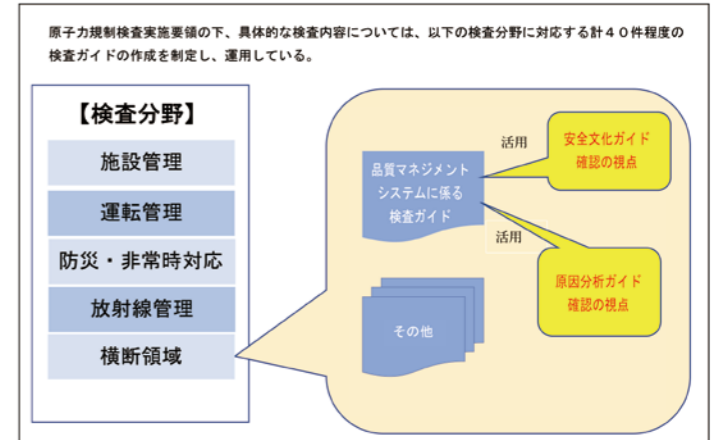 原子力規制検査実施要領の下、具体的な検査内容については、以下の検査分野に対応する計４０件程度の
検査ガイドの作成を制定し、運用している。
【検査分野】
施設管理
運転管理
防災・非常時対応
放射線管理
横断領域
品質マネジメント
システムに係る
検査ガイド
活用
安全文化ガイド
確認の視点
活用
原因分析ガイド
確認の視点
その他